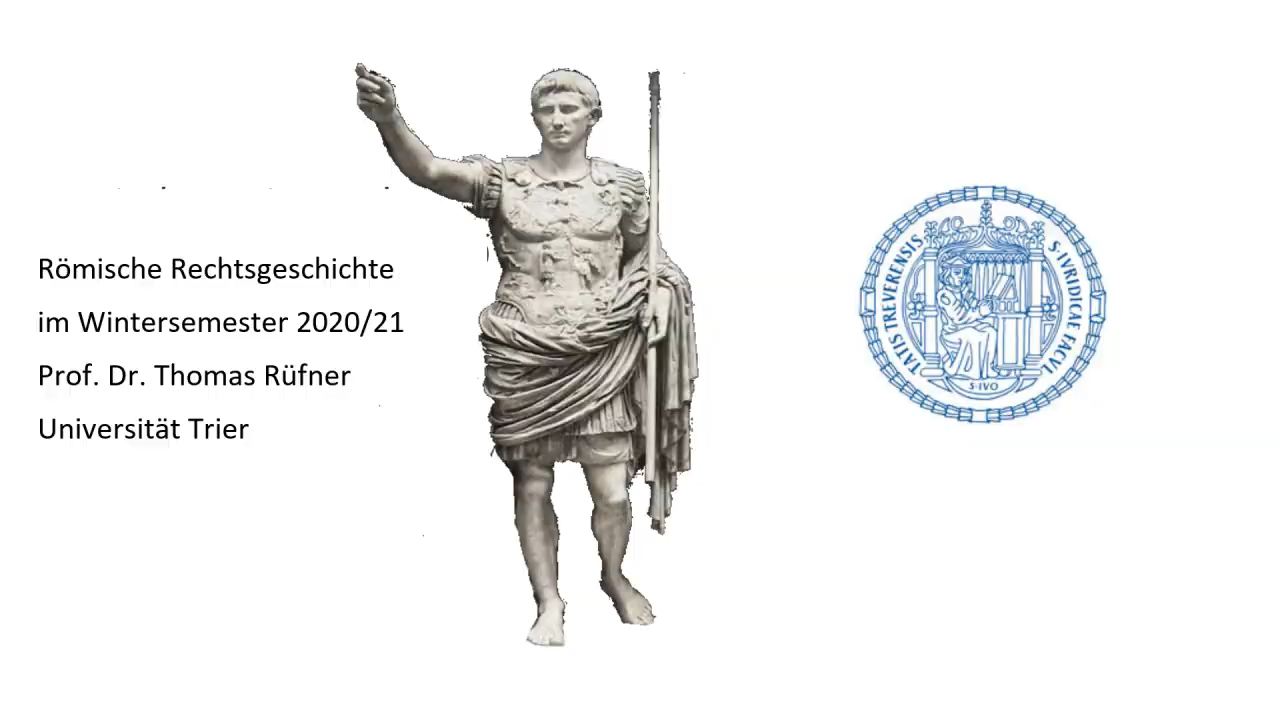 Römische Rechtsgeschichte
im Wintersemester 2020/21
Prof. Dr. Thomas Rüfner
Universität Trier
S·IVRIDICAE FACVL
TATIS TREVERENSIS
S·IVO